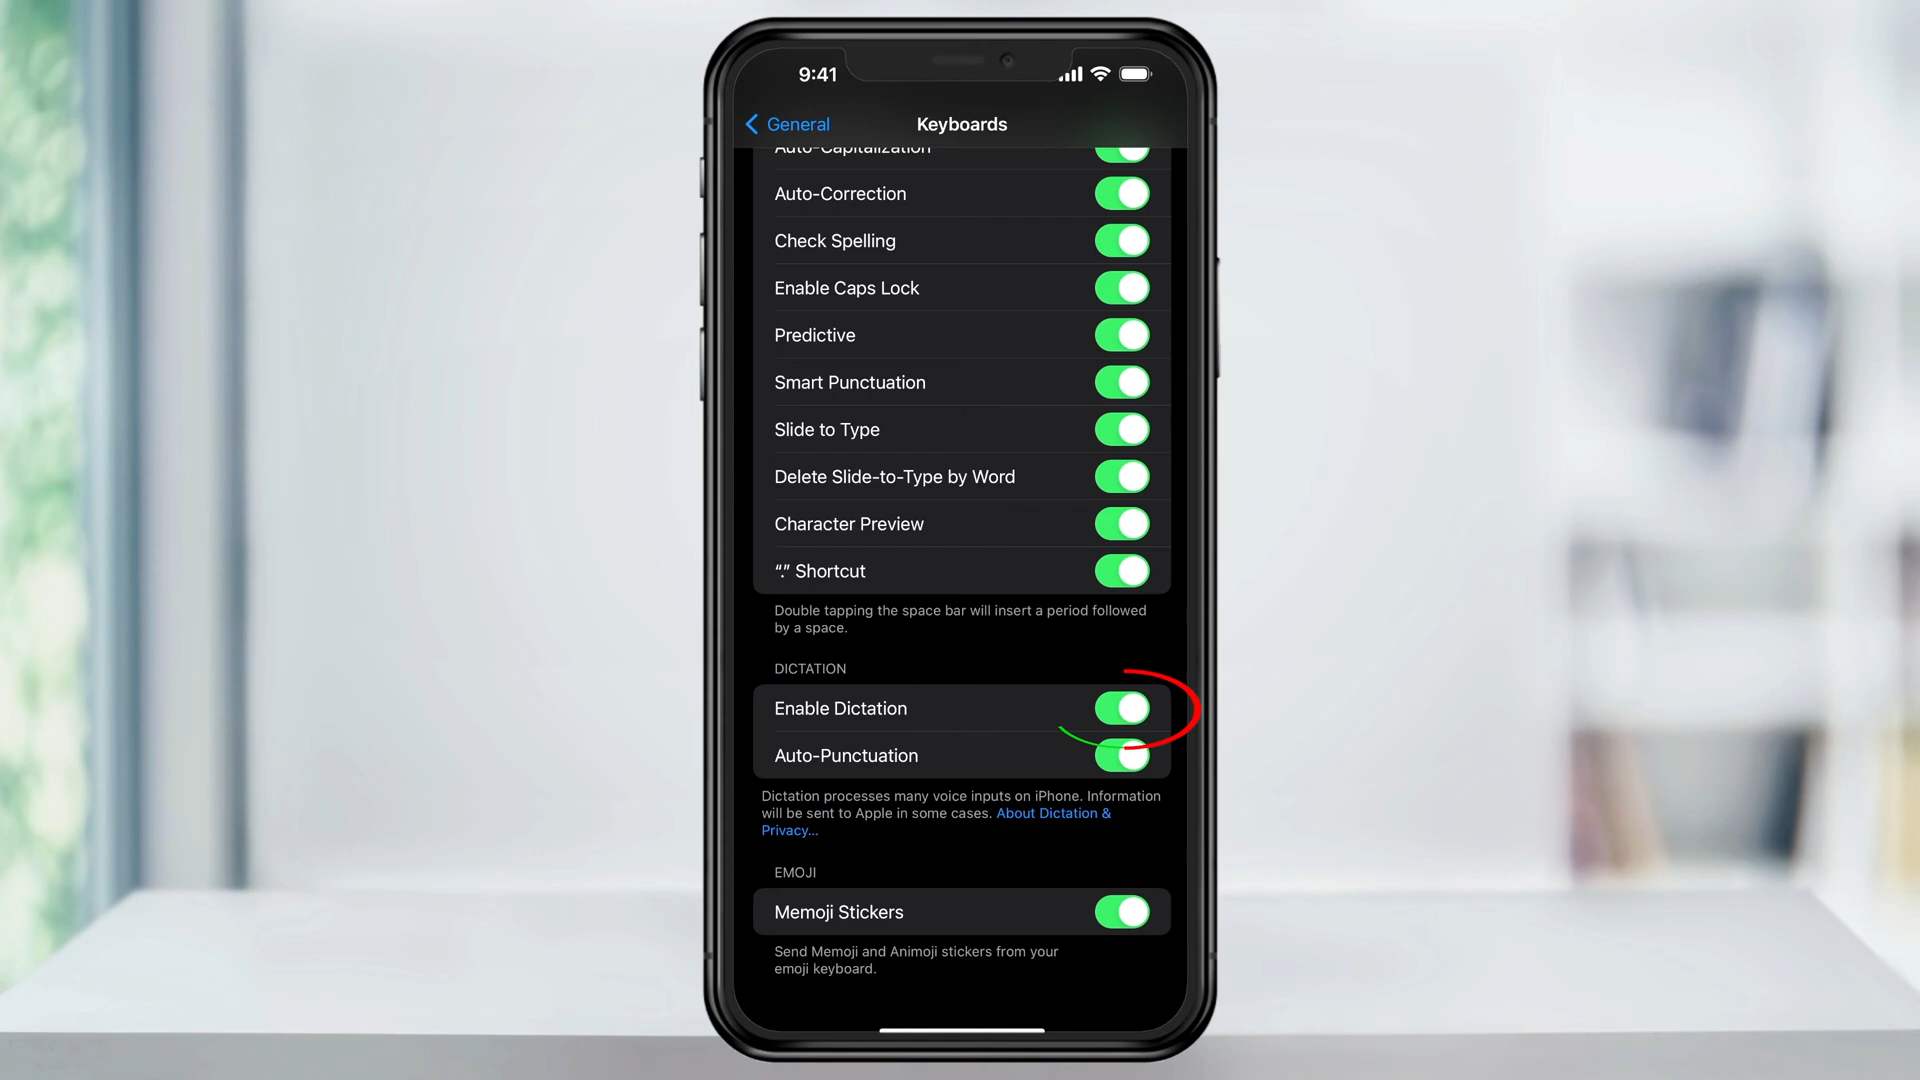 9:41
General
Keyboards
Auto-Capitalization
Auto-Correction
Check Spelling
Enable Caps Lock
Predictive
Smart Punctuation
Slide to Type
Delete Slide-to-Type by Word
Character Preview
“.” Shortcut
Double tapping the space bar will insert a period followed
by a space.
DICTATION
Enable Dictation
Auto-Punctuation
Dictation processes many voice inputs on iPhone. Information
will be sent to Apple in some cases. About Dictation &
Privacy...
EMOJI
Memoji Stickers
Send Memoji and Animoji stickers from your
emoji keyboard.